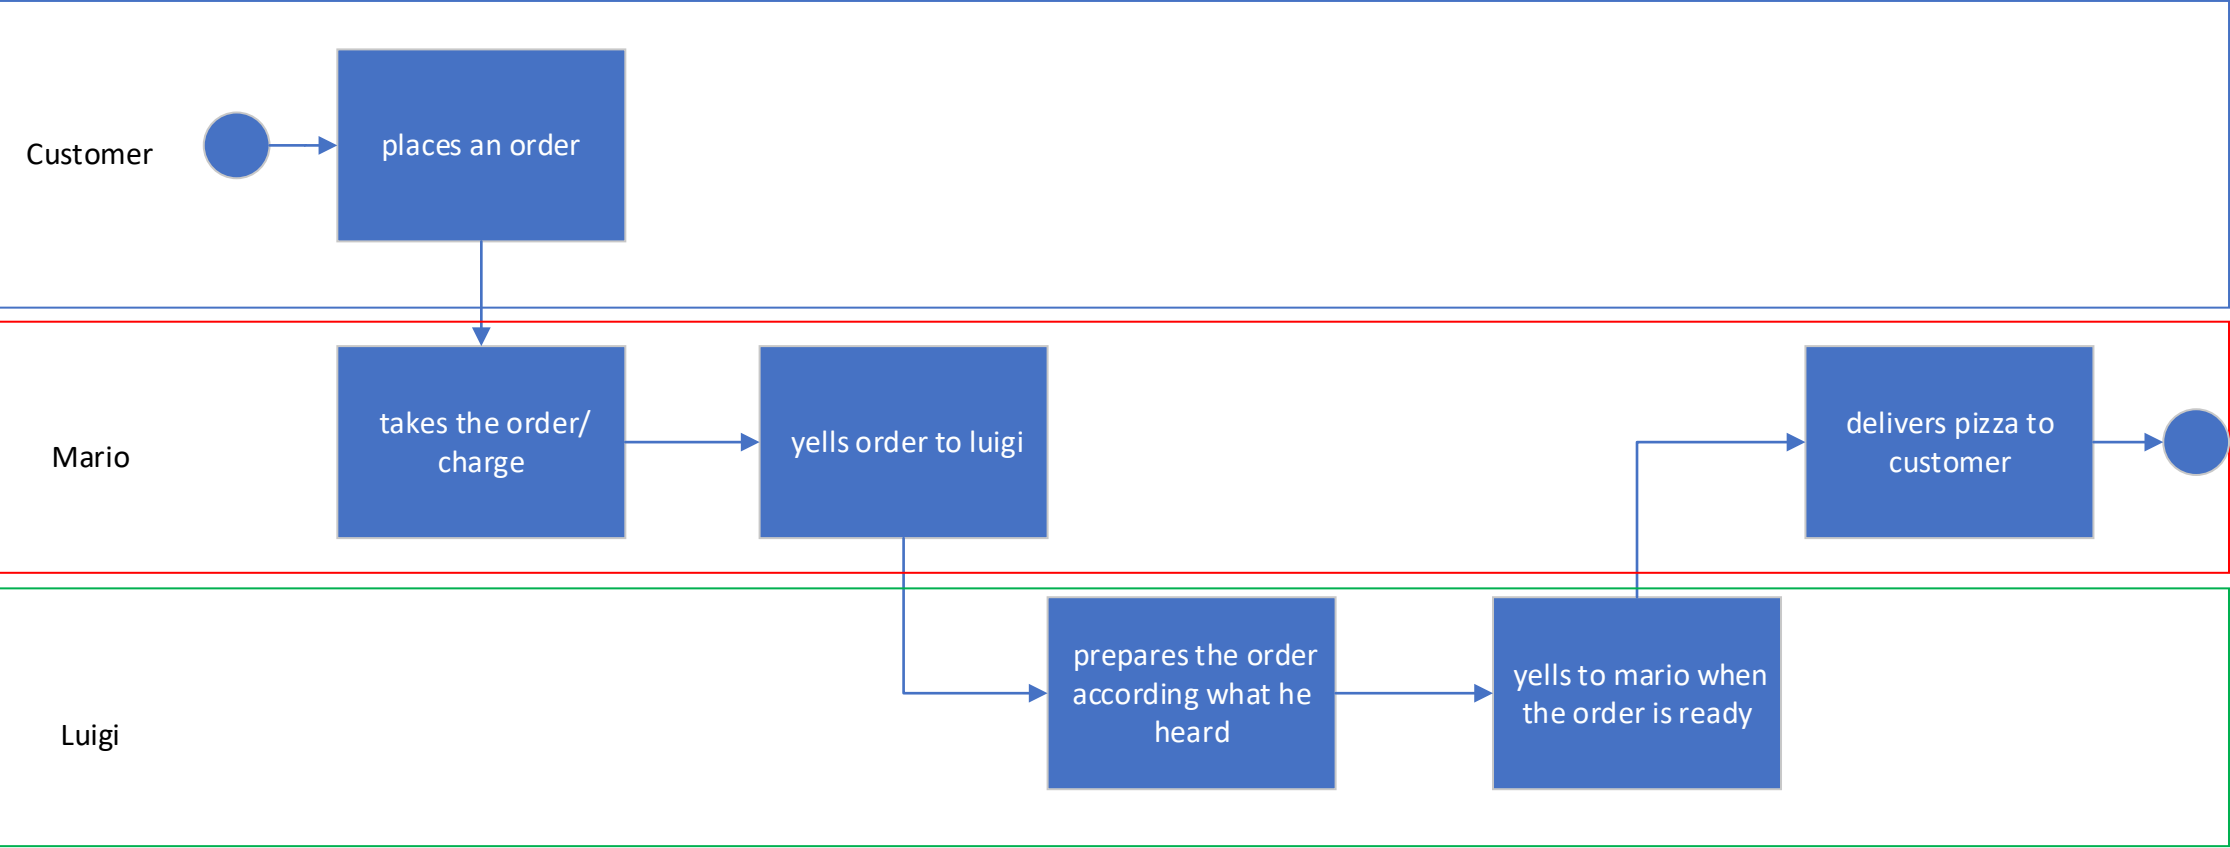 Customer
places an order
Mario
takes the order/
charge
yells order to luigi
delivers pizza to
customer
Luigi
prepares the order
according what he
heard
yells to mario when
the order is ready